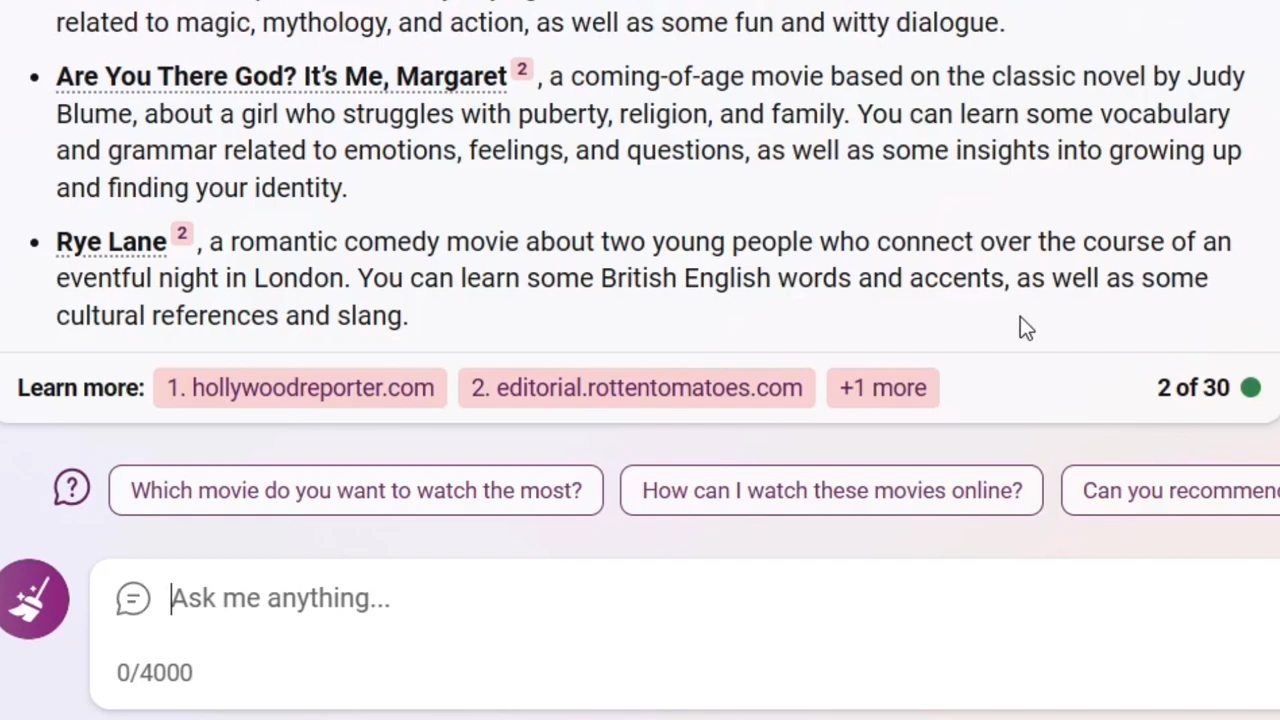 related to magic, mythology, and action, as well as some fun and witty dialogue.
• Are You There God? It’s Me, Margaret 2 , a coming-of-age movie based on the classic novel by Judy
Blume, about a girl who struggles with puberty, religion, and family. You can learn some vocabulary
and grammar related to emotions, feelings, and questions, as well as some insights into growing up
and finding your identity.
• Rye Lane 2 , a romantic comedy movie about two young people who connect over the course of an
eventful night in London. You can learn some British English words and accents, as well as some
cultural references and slang.
Learn more: 1. hollywoodreporter.com 2. editorial.rottentomatoes.com +1 more 2 of 30
Which movie do you want to watch the most? How can I watch these movies online? Can you recommen
Ask me anything...
0/4000